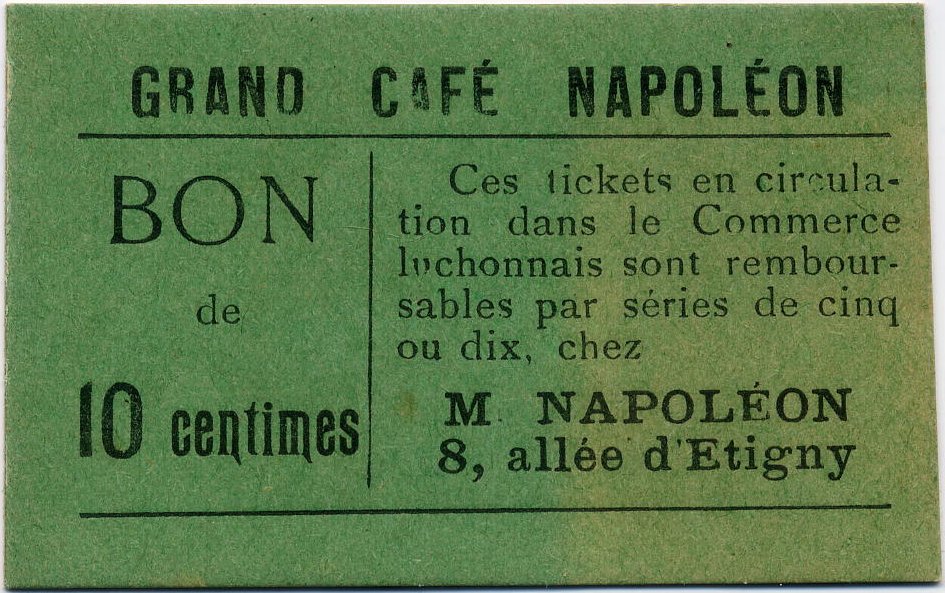 GRAND CAFÉ NAPOLÉON
BON
de
10 centimes
Ces tickets en circula-
tion dans le Commerce
luchonnais sont rembour-
sables par séries de cinq
ou dix, chez
M NAPOLÉON
8, allée d'Etigny